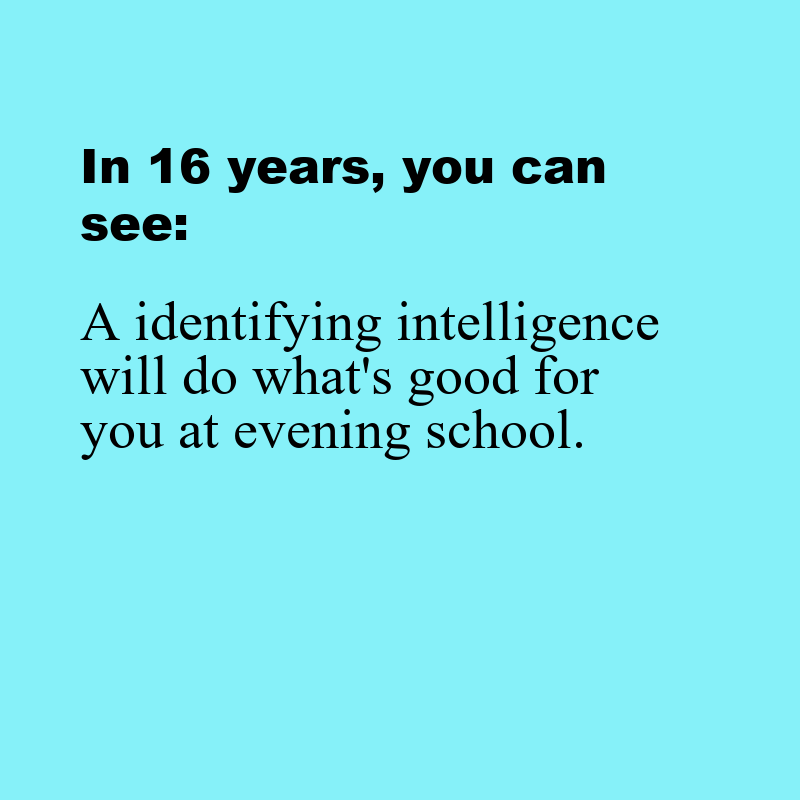 In 16 years, you can
see:
A identifying intelligence
will do what's good for
you at evening school.